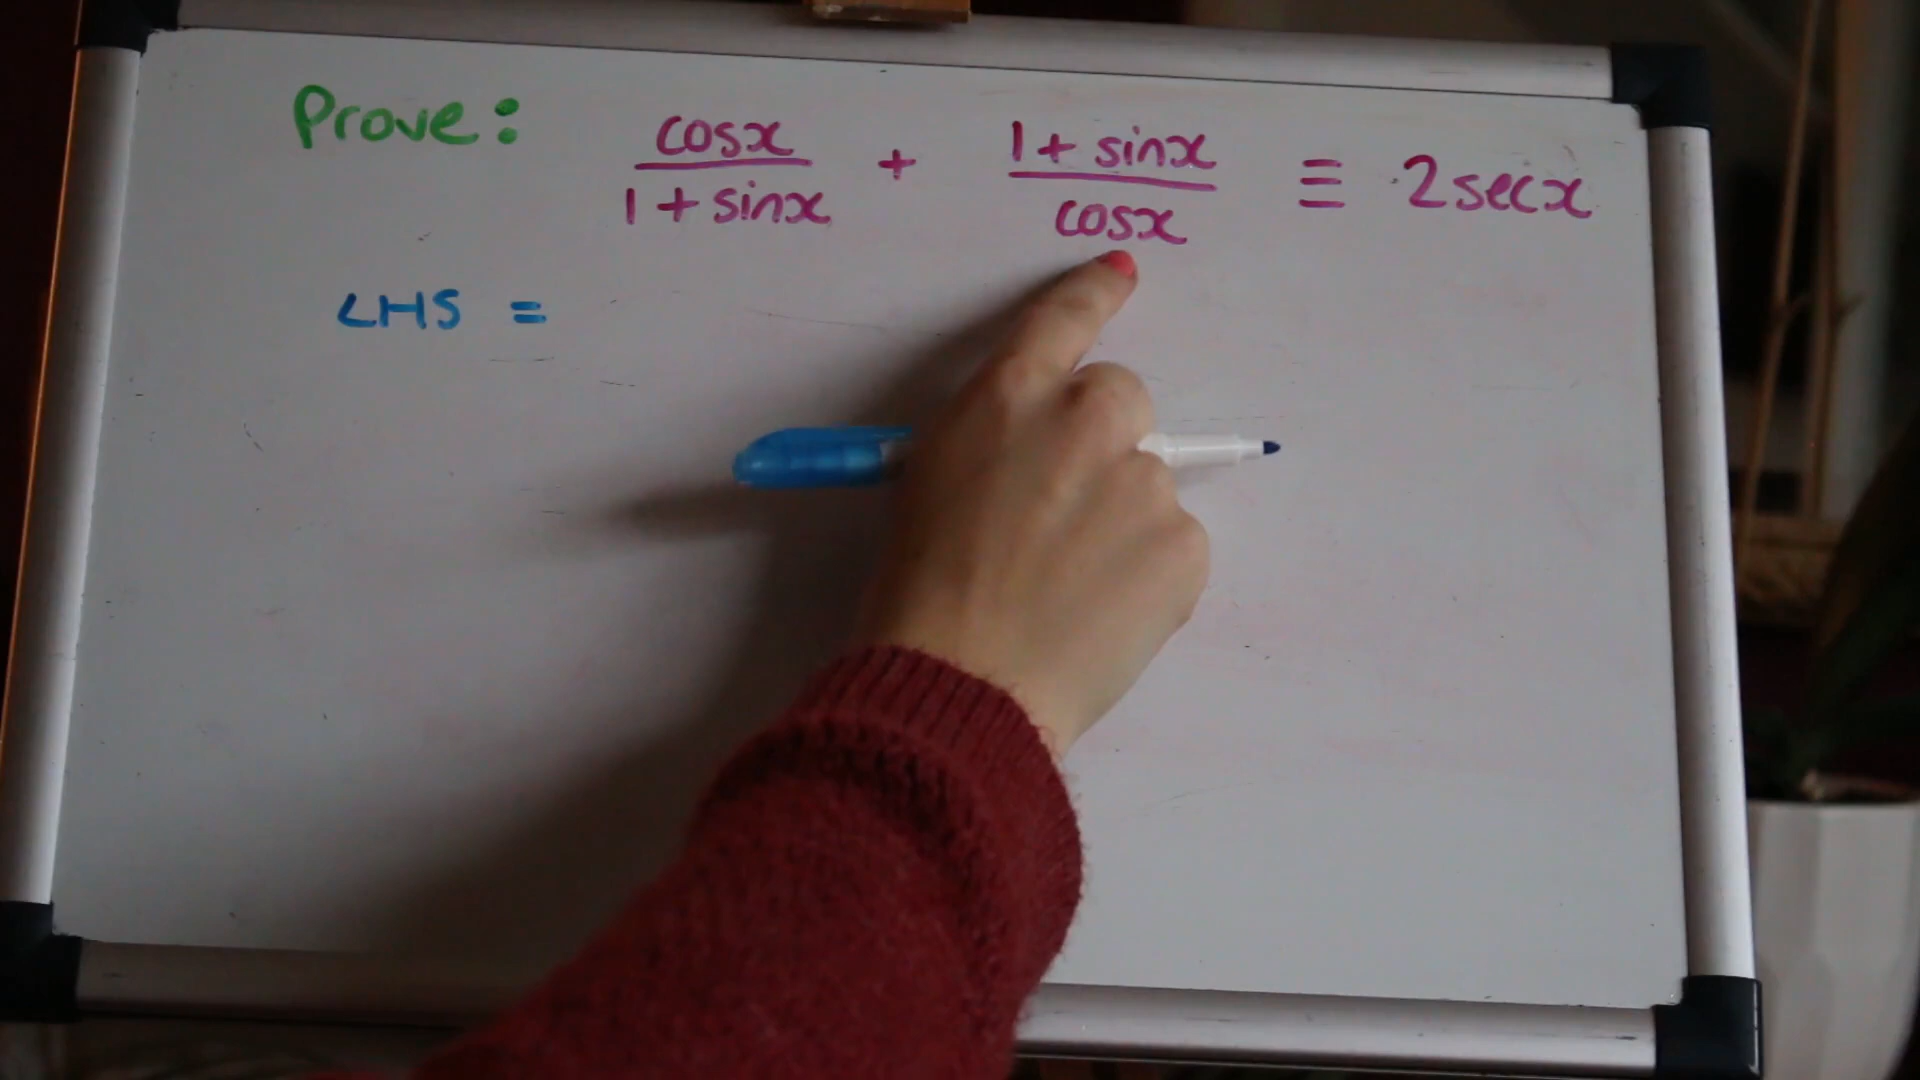 Prove: cosx/1+sinx + 1+sinx/cosx ≡ 2secx
LHS =